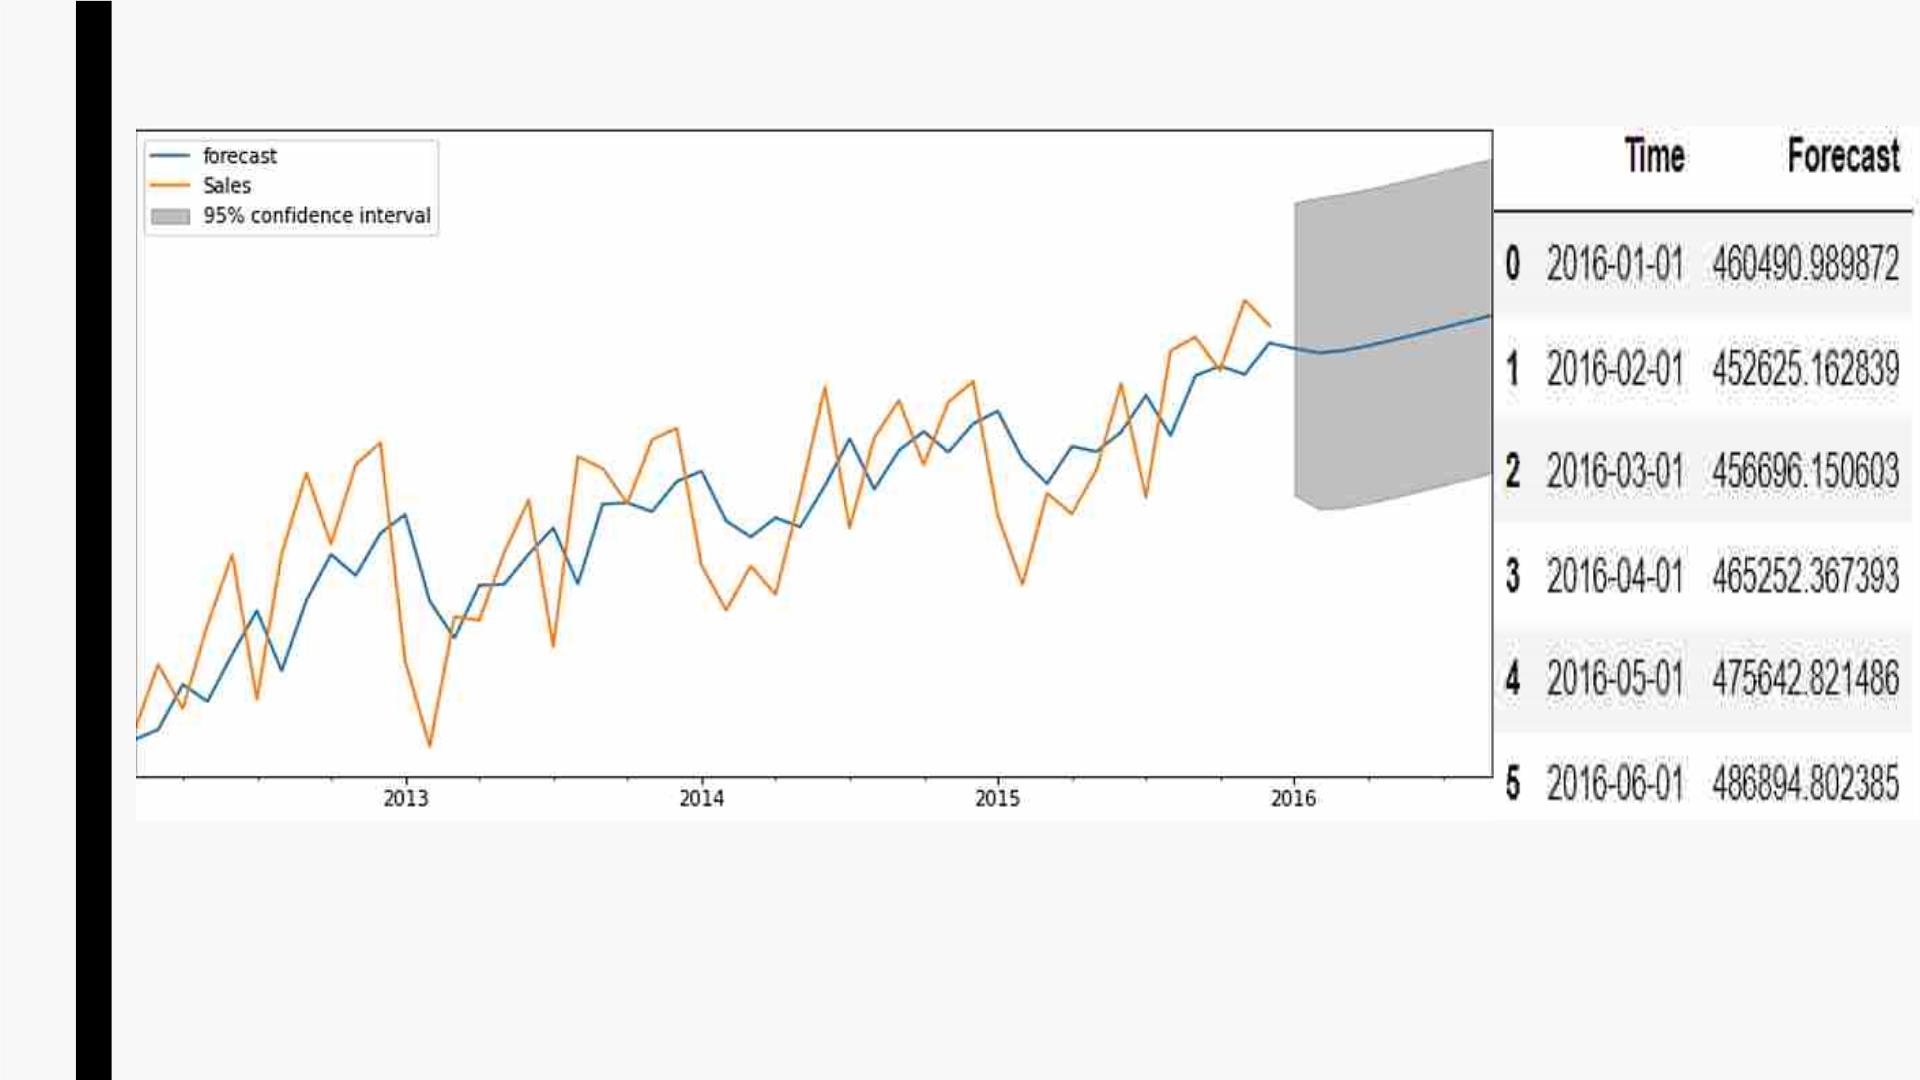 forecast
Sales
95% confidence interval
2013 2014 2015 2016
Time Forecast
0 2016-01-01 460490.989872
1 2016-02-01 452625.162839
2 2016-03-01 456696.150603
3 2016-04-01 465252.367393
4 2016-05-01 475642.821486
5 2016-06-01 486894.802385